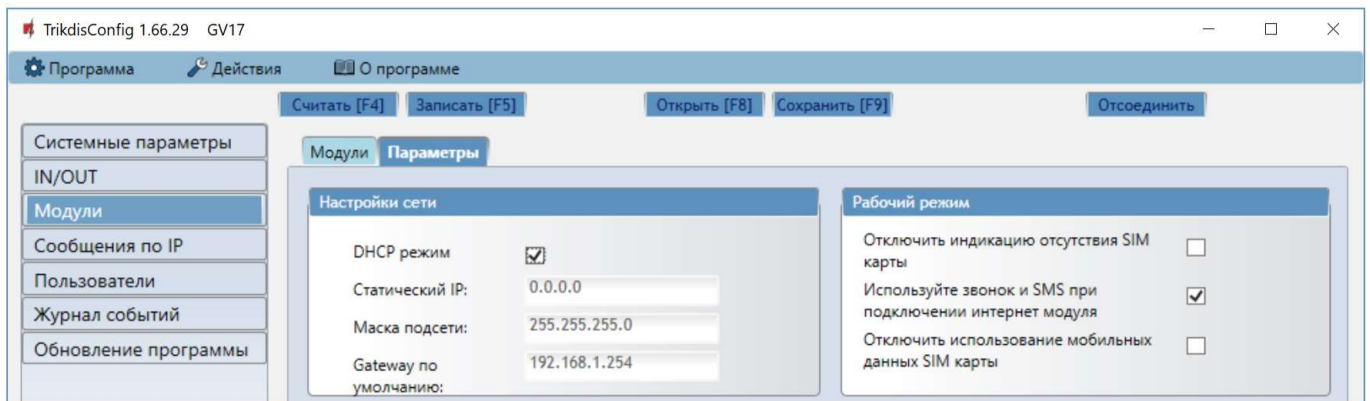 TrikdisConfig 1.66.29 GV17
Программа Действия О программе
Считать [F4] Записать [F5] Открыть [F8] Сохранить [F9] Отсоединить
Системные параметры
IN/OUT
Модули
Сообщения по IP
Пользователи
Журнал событий
Обновление программы
Модули Параметры
Настройки сети
DHCP режим
Статический IP: 0.0.0.0
Маска подсети: 255.255.255.0
Gateway по 192.168.1.254
умолчанию:
Рабочий режим
Отключить индикацию отсутствия SIM
карты
Используйте звонок и SMS при
подключении интернет модуля
Отключить использование мобильных
данных SIM карты